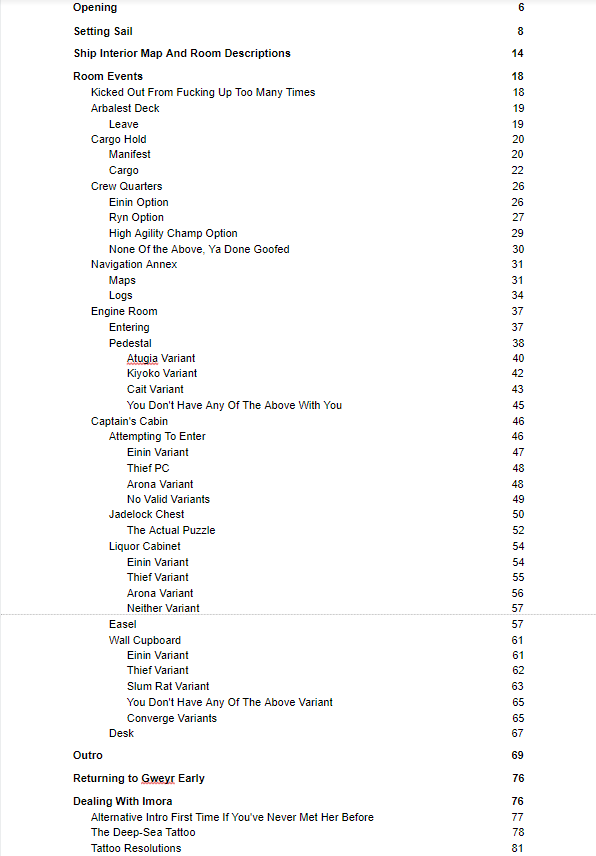 Opening 6
Setting Sail 8
Ship Interior Map And Room Descriptions 14
Room Events 18
Kicked Out From Fucking Up Too Many Times 18
Arbalest Deck 19
Leave 19
Cargo Hold 20
Manifest 20
Cargo 22
Crew Quarters 26
Einin Option 26
Ryn Option 27
High Agility Champ Option 29
None Of the Above, Ya Done Goofed 30
Navigation Annex 31
Maps 31
Logs 34
Engine Room 37
Entering 37
Pedestal 38
Atugia Variant 40
Kiyoko Variant 42
Cait Variant 43
You Don't Have Any Of The Above With You 45
Captain's Cabin 46
Attempting To Enter 46
Einin Variant 47
Thief PC 48
Arona Variant 48
No Valid Variants 49
Jadelock Chest 50
The Actual Puzzle 52
Liquor Cabinet 54
Einin Variant 54
Thief Variant 55
Arona Variant 56
Neither Variant 57
Easel 57
Wall Cupboard 61
Einin Variant 61
Thief Variant 62
Slum Rat Variant 63
You Don't Have Any Of The Above Variant 65
Converge Variants 65
Desk 67
Outro 69
Returning to Gweyr Early 76
Dealing With Imora 76
Alternative Intro First Time If You've Never Met Her Before 77
The Deep-Sea Tattoo 78
Tattoo Resolutions 81